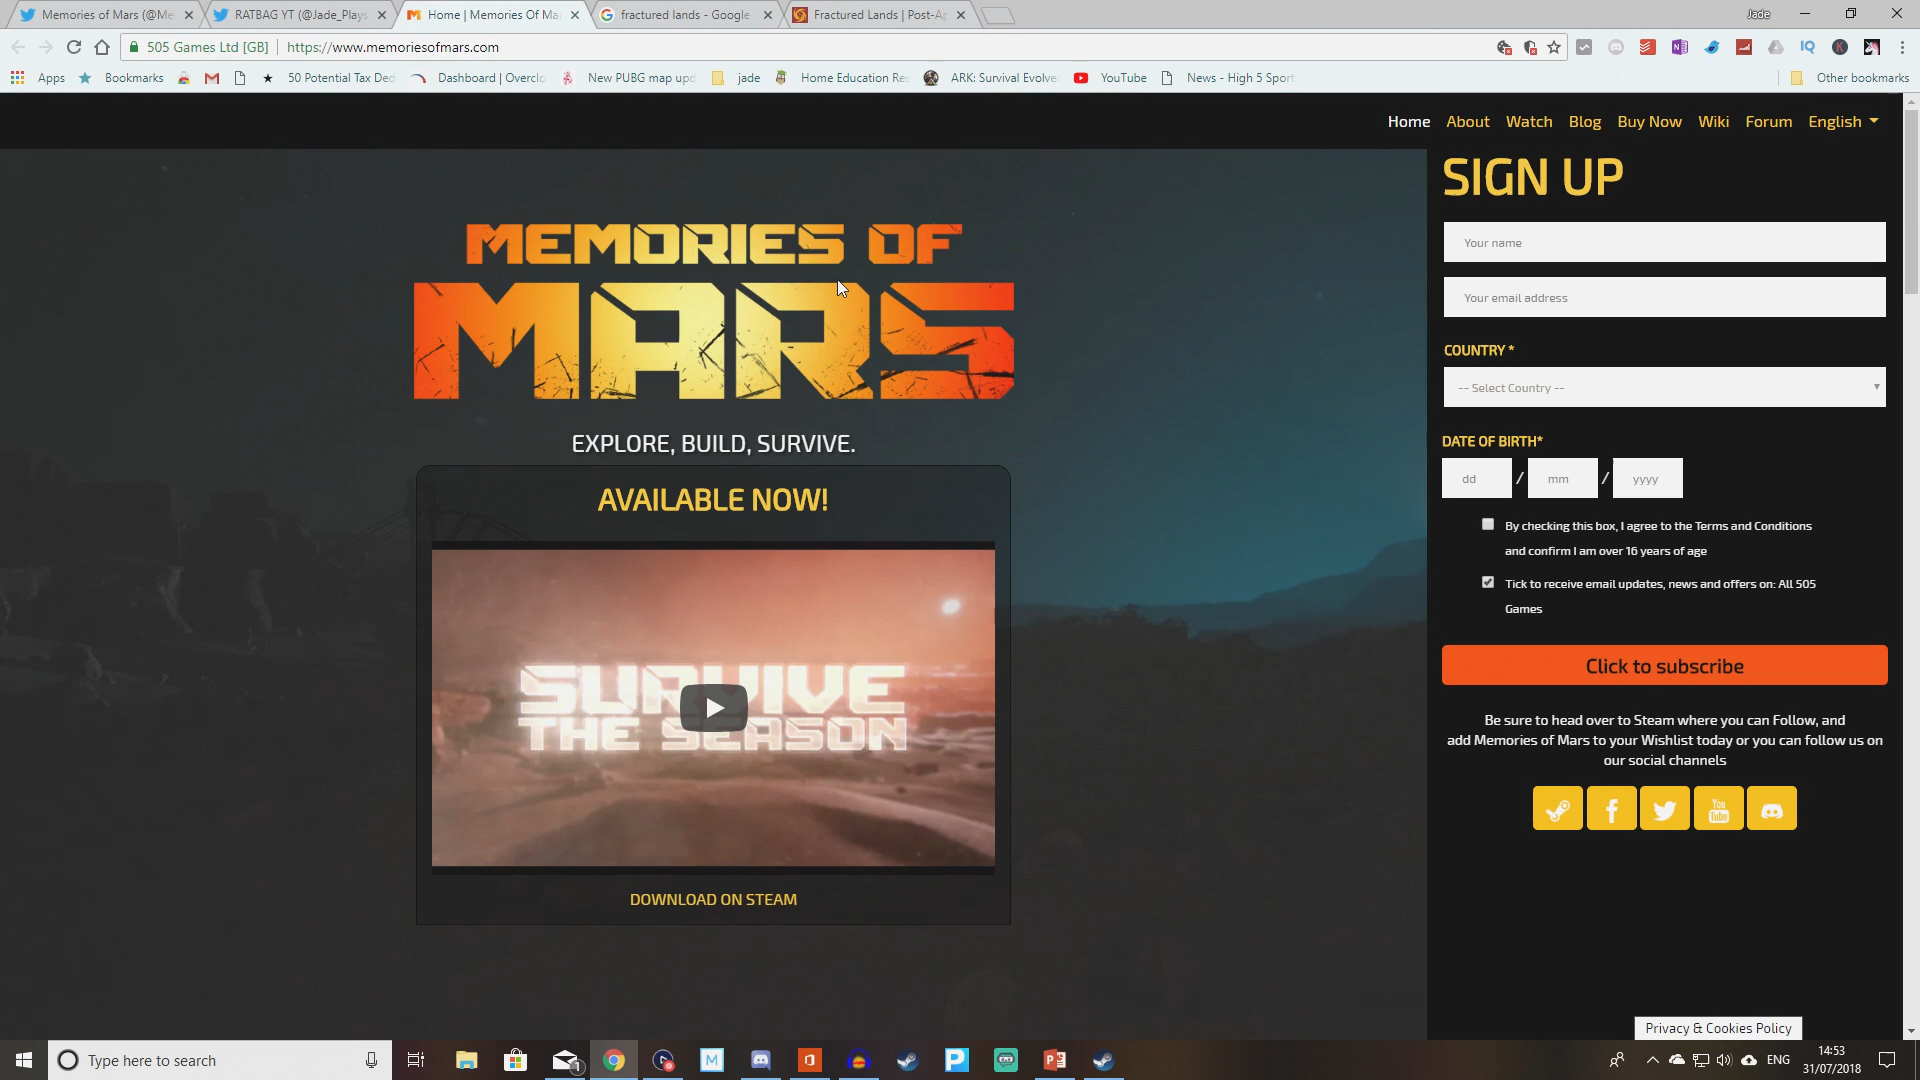 Memories of Mars (@Me
RATBAG YT (@Jade_Plays
Home | Memories Of Ma
fractured lands - Google
Fractured Lands | Post-Ap
Jade
505 Games Ltd [GB]
https://www.memoriesofmars.com
Apps
Bookmarks
50 Potential Tax Ded
Dashboard | Overclo
New PUBG map upd
jade
Home Education Res
ARK: Survival Evolve
YouTube
News - High 5 Sport
Other bookmarks
Home About Watch Blog Buy Now Wiki Forum English
SIGN UP
Your name
Your email address
COUNTRY *
-- Select Country --
DATE OF BIRTH*
dd / mm / yyyy
By checking this box, I agree to the Terms and Conditions
and confirm I am over 16 years of age
Tick to receive email updates, news and offers on: All 505
Games
Click to subscribe
Be sure to head over to Steam where you can Follow, and
add Memories of Mars to your Wishlist today or you can follow us on
our social channels
You
Tube
MEMORIES OF
MARS
EXPLORE, BUILD, SURVIVE.
AVAILABLE NOW!
SURVIVE
THE SEASON
DOWNLOAD ON STEAM
Privacy & Cookies Policy
Type here to search
1
ENG
14:53
31/07/2018